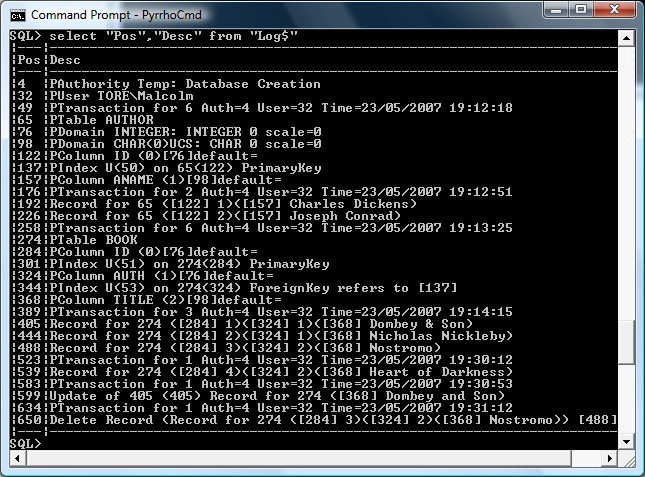 Command Prompt - PyrrhoCmd
SQL> select "Pos","Desc" from "Log$"
|---|---------------------------------------------------------------------
|Pos|Desc
|---|---------------------------------------------------------------------
|4  |PAuthority Temp: Database Creation
|32 |PUser TORE\Malcolm
|49 |PTransaction for 6 Auth=4 User=32 Time=23/05/2007 19:12:18
|65 |PTable AUTHOR
|76 |PDomain INTEGER: INTEGER 0 scale=0
|98 |PDomain CHAR(0)UCS: CHAR 0 scale=0
|122|PColumn ID (0)[76]default=
|137|PIndex U(50) on 65(122) PrimaryKey
|157|PColumn ANAME (1)[98]default=
|176|PTransaction for 2 Auth=4 User=32 Time=23/05/2007 19:12:51
|192|Record for 65 ([122] 1)([157] Charles Dickens)
|226|Record for 65 ([122] 2)([157] Joseph Conrad)
|258|PTransaction for 6 Auth=4 User=32 Time=23/05/2007 19:13:25
|274|PTable BOOK
|284|PColumn ID (0)[76]default=
|301|PIndex U(51) on 274(284) PrimaryKey
|324|PColumn AUTH (1)[76]default=
|344|PIndex U(53) on 274(324) ForeignKey refers to [137]
|368|PColumn TITLE (2)[98]default=
|389|PTransaction for 3 Auth=4 User=32 Time=23/05/2007 19:14:15
|405|Record for 274 ([284] 1)([324] 1)([368] Dombey & Son)
|444|Record for 274 ([284] 2)([324] 1)([368] Nicholas Nickleby)
|488|Record for 274 ([284] 3)([324] 2)([368] Nostromo)
|523|PTransaction for 1 Auth=4 User=32 Time=23/05/2007 19:30:12
|539|Record for 274 ([284] 4)([324] 2)([368] Heart of Darkness)
|583|PTransaction for 1 Auth=4 User=32 Time=23/05/2007 19:30:53
|599|Update of 405 (405) Record for 274 ([368] Dombey and Son)
|634|PTransaction for 1 Auth=4 User=32 Time=23/05/2007 19:31:12
|650|Delete Record (Record for 274 ([284] 3)([324] 2)([368] Nostromo)) [488]
|---|---------------------------------------------------------------------
SQL>